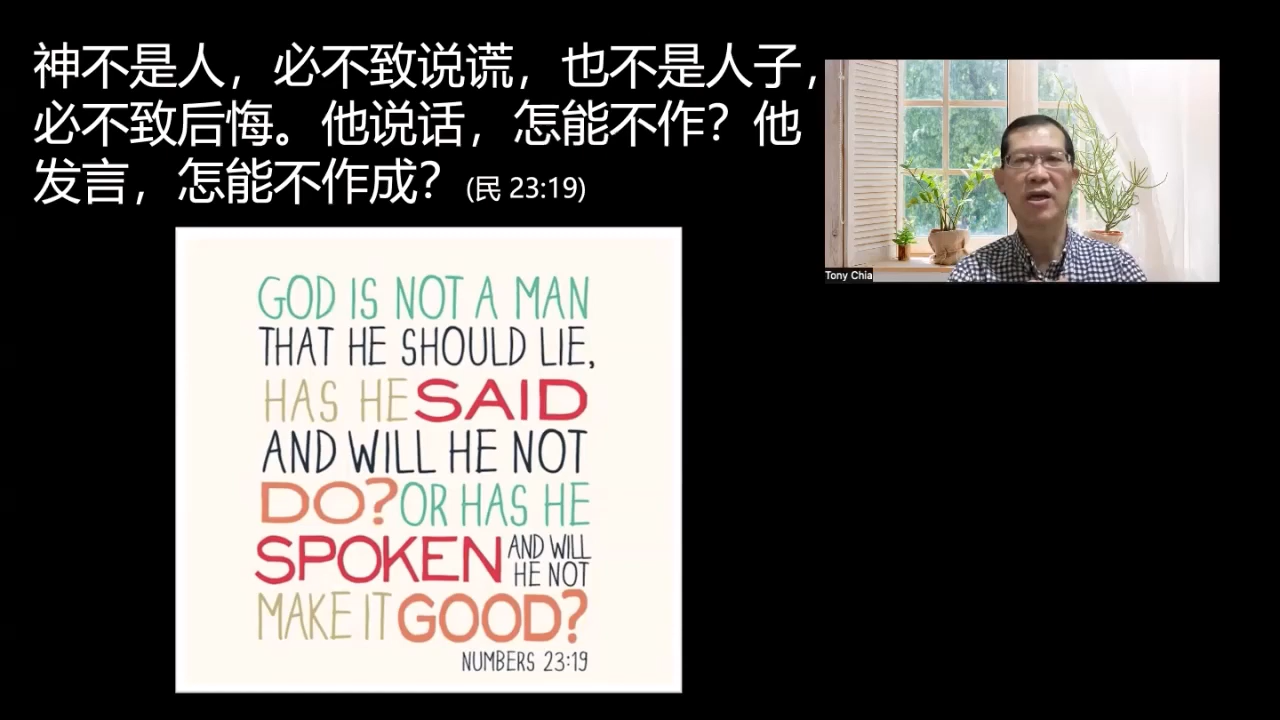 神不是人，必不致说谎，也不是人子，
必不致后悔。他说话，怎能不作？他
发言，怎能不作成？(民 23:19)
Tony Chia
GOD IS NOT A MAN
THAT HE SHOULD LIE,
HAS HE SAID
AND WILL HE NOT
DO? OR HAS HE
SPOKEN AND WILL
HE NOT
MAKE IT GOOD?
NUMBERS 23:19